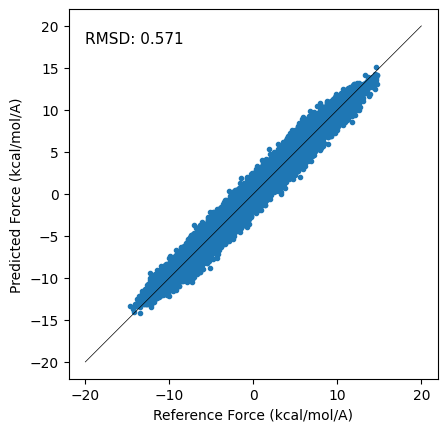 RMSD: 0.571
20
15
10
5
0
−5
−10
−15
−20
Predicted Force (kcal/mol/A)
−20 −10 0 10 20
Reference Force (kcal/mol/A)